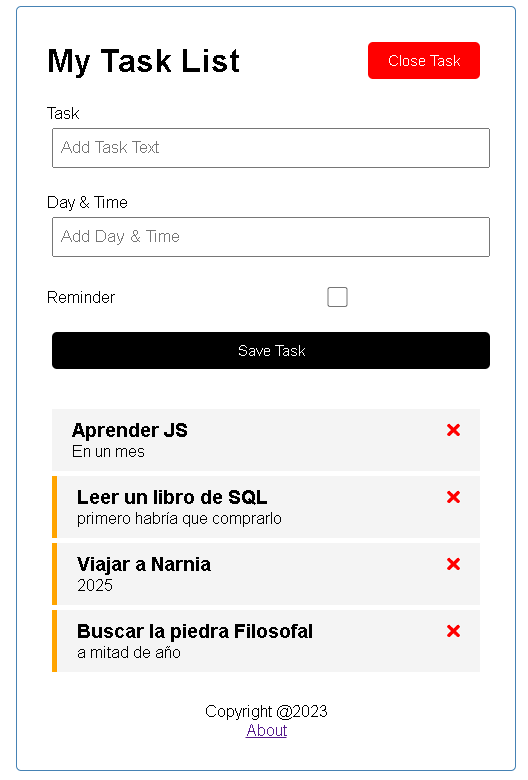 My Task List
Close Task
Task
Add Task Text
Day & Time
Add Day & Time
Reminder
Save Task
Aprender JS
En un mes
Leer un libro de SQL
primero habría que comprarlo
Viajar a Narnia
2025
Buscar la piedra Filosofal
a mitad de año
Copyright @2023
About